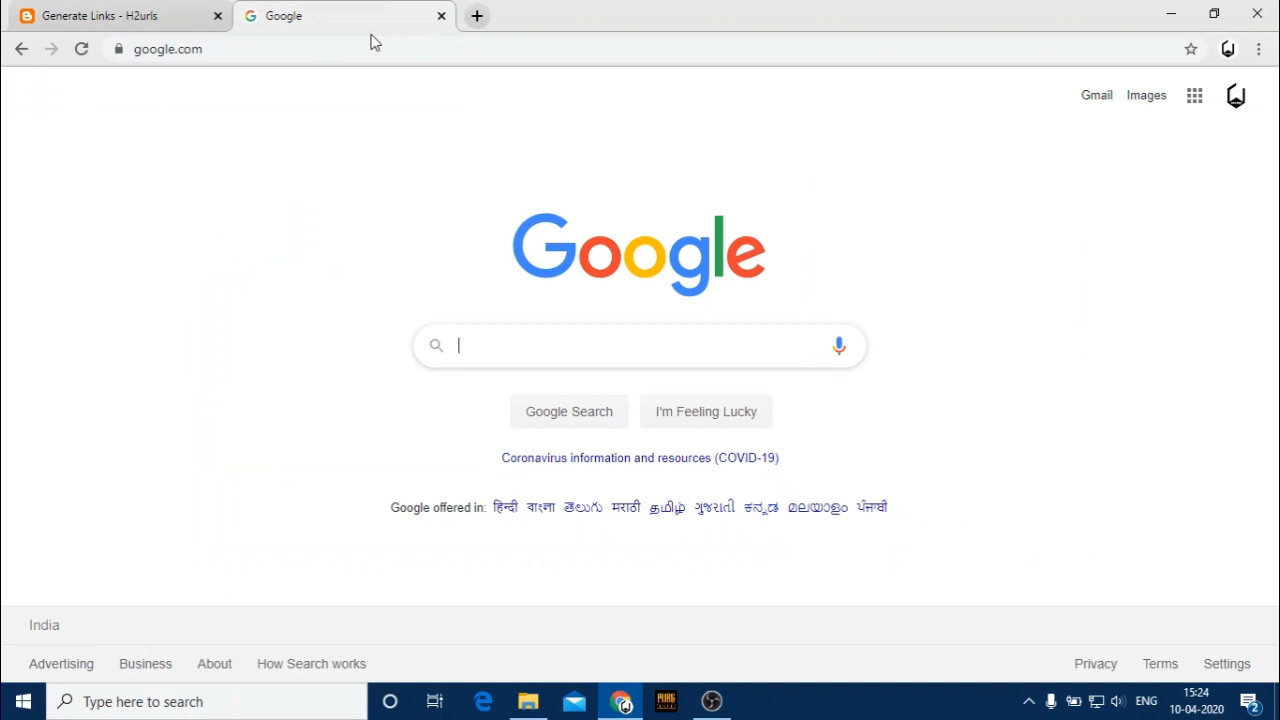 Generate Links - H2urls
Google
google.com
Gmail Images
Google
Google Search I'm Feeling Lucky
Coronavirus information and resources (COVID-19)
Google offered in: हिन्दी বাংলা తెలుగు मराठी தமிழ் ગુજરાતી ಕನ್ನಡ മലയാളം ਪੰਜਾਬੀ
India
Advertising Business About How Search works Privacy Terms Settings
Type here to search PUBG ENG 15:24
10-04-2020 2